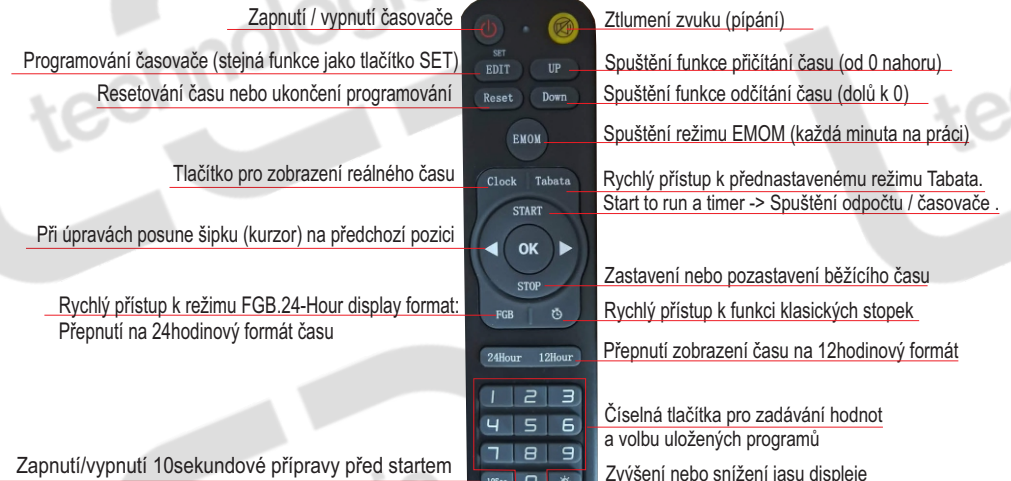 Zapnutí / vypnutí časovače
Ztlumení zvuku (pípání)
SET
Programování časovače (stejná funkce jako tlačítko SET)
EDIT
UP
Spuštění funkce přičítání času (od 0 nahoru)
Resetování času nebo ukončení programování
Reset
Down
Spuštění funkce odčítání času (dolů k 0)
EMOM
Spuštění režimu EMOM (každá minuta na práci)
Tlačítko pro zobrazení reálného času
Clock
Tabata
Rychlý přístup k přednastavenému režimu Tabata.
START
Start to run a timer -> Spuštění odpočtu / časovače .
Při úpravách posune šipku (kurzor) na předchozí pozici
OK
STOP
Zastavení nebo pozastavení běžícího času
Rychlý přístup k režimu FGB.24-Hour display format:
Přepnutí na 24hodinový formát času
FGB
Rychlý přístup k funkci klasických stopek
24Hour
12Hour
Přepnutí zobrazení času na 12hodinový formát
1 2 3
4 5 6
7 8 9
Číselná tlačítka pro zadávání hodnot
a volbu uložených programů
Zapnutí/vypnutí 10sekundové přípravy před startem
Zvýšení nebo snížení jasu displeje